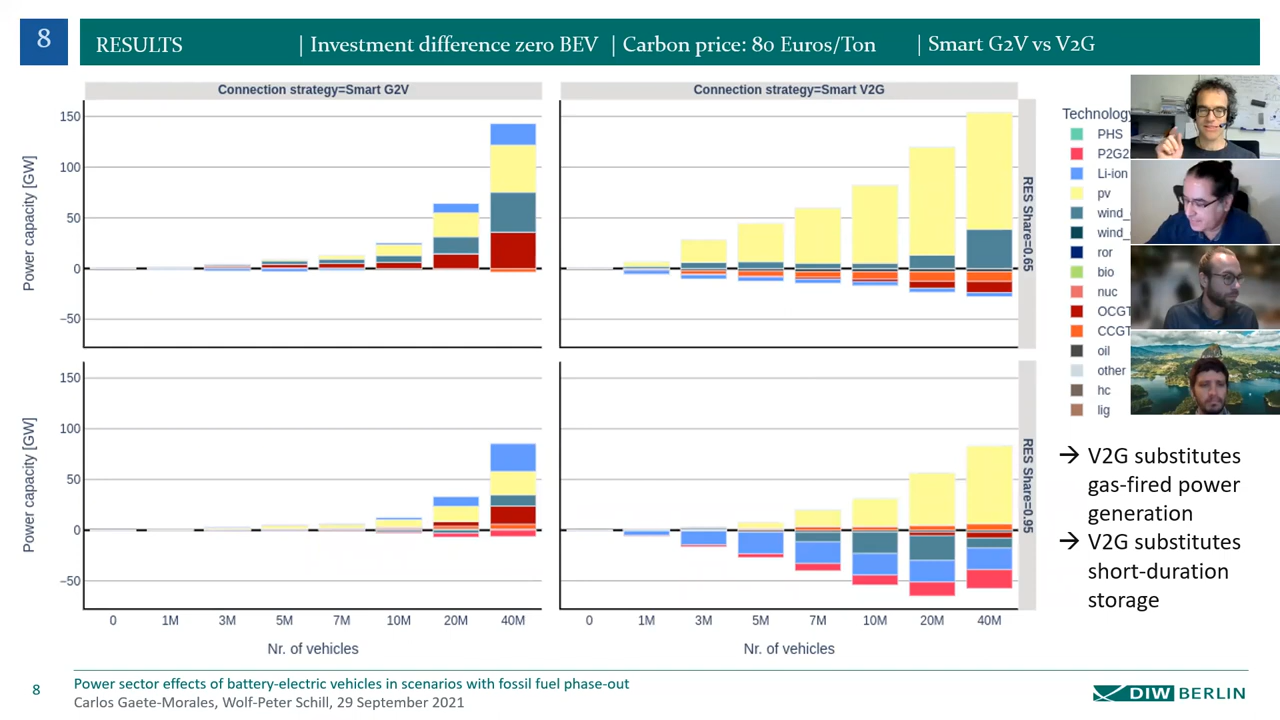 8
RESULTS | Investment difference zero BEV | Carbon price: 80 Euros/Ton | Smart G2V vs V2G
Connection strategy=Smart G2V
Connection strategy=Smart V2G
Power capacity [GW]
150
100
50
0
−50
RES Share=0.65
Power capacity [GW]
150
100
50
0
−50
RES Share=0.95
0 1M 3M 5M 7M 10M 20M 40M
Nr. of vehicles
0 1M 3M 5M 7M 10M 20M 40M
Nr. of vehicles
Technology
PHS
P2G2
Li-ion
pv
wind_
wind_
ror
bio
nuc
OCGT
CCGT
oil
other
hc
lig
→ V2G substitutes
gas-fired power
generation
→ V2G substitutes
short-duration
storage
8
Power sector effects of battery-electric vehicles in scenarios with fossil fuel phase-out
Carlos Gaete-Morales, Wolf-Peter Schill, 29 September 2021
DIW BERLIN